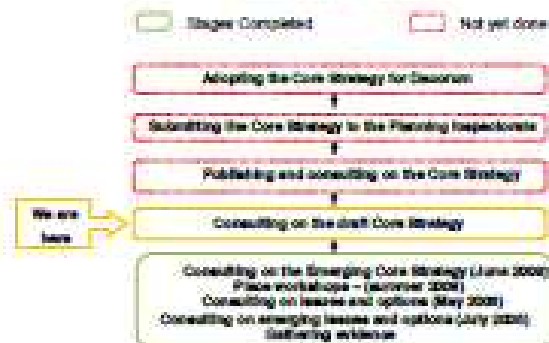 Stages Completed
Not yet done
Adopting the Core Strategy for Dacorum
Submitting the Core Strategy to the Planning Inspectorate
Publishing and consulting on the Core Strategy
We are
here
Consulting on the draft Core Strategy
Consulting on the Emerging Core Strategy (June
Place workshops – (summer
Consulting on issues and options (May
Consulting on emerging issues and options (July
Gathering evidence